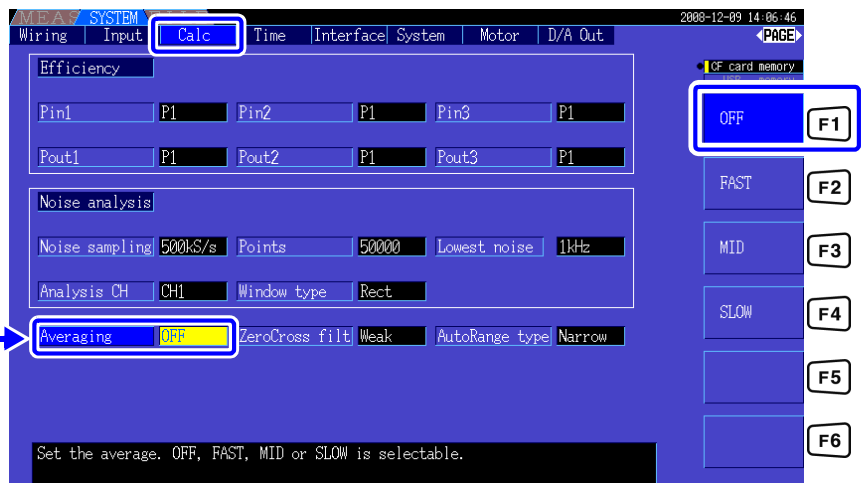 MEAS SYSTEM FILE 2008-12-09 14:06:46
Wiring Input Calc Time Interface System Motor D/A Out PAGE
Efficiency
CF card memory
USB memory
Pin1 P1 Pin2 P1 Pin3 P1
OFF F1
Pout1 P1 Pout2 P1 Pout3 P1
FAST F2
Noise analysis
Noise sampling 500kS/s Points 50000 Lowest noise 1kHz
MID F3
Analysis CH CH1 Window type Rect
SLOW F4
Averaging OFF ZeroCross filt Weak AutoRange type Narrow
F5
F6
Set the average. OFF, FAST, MID or SLOW is selectable.